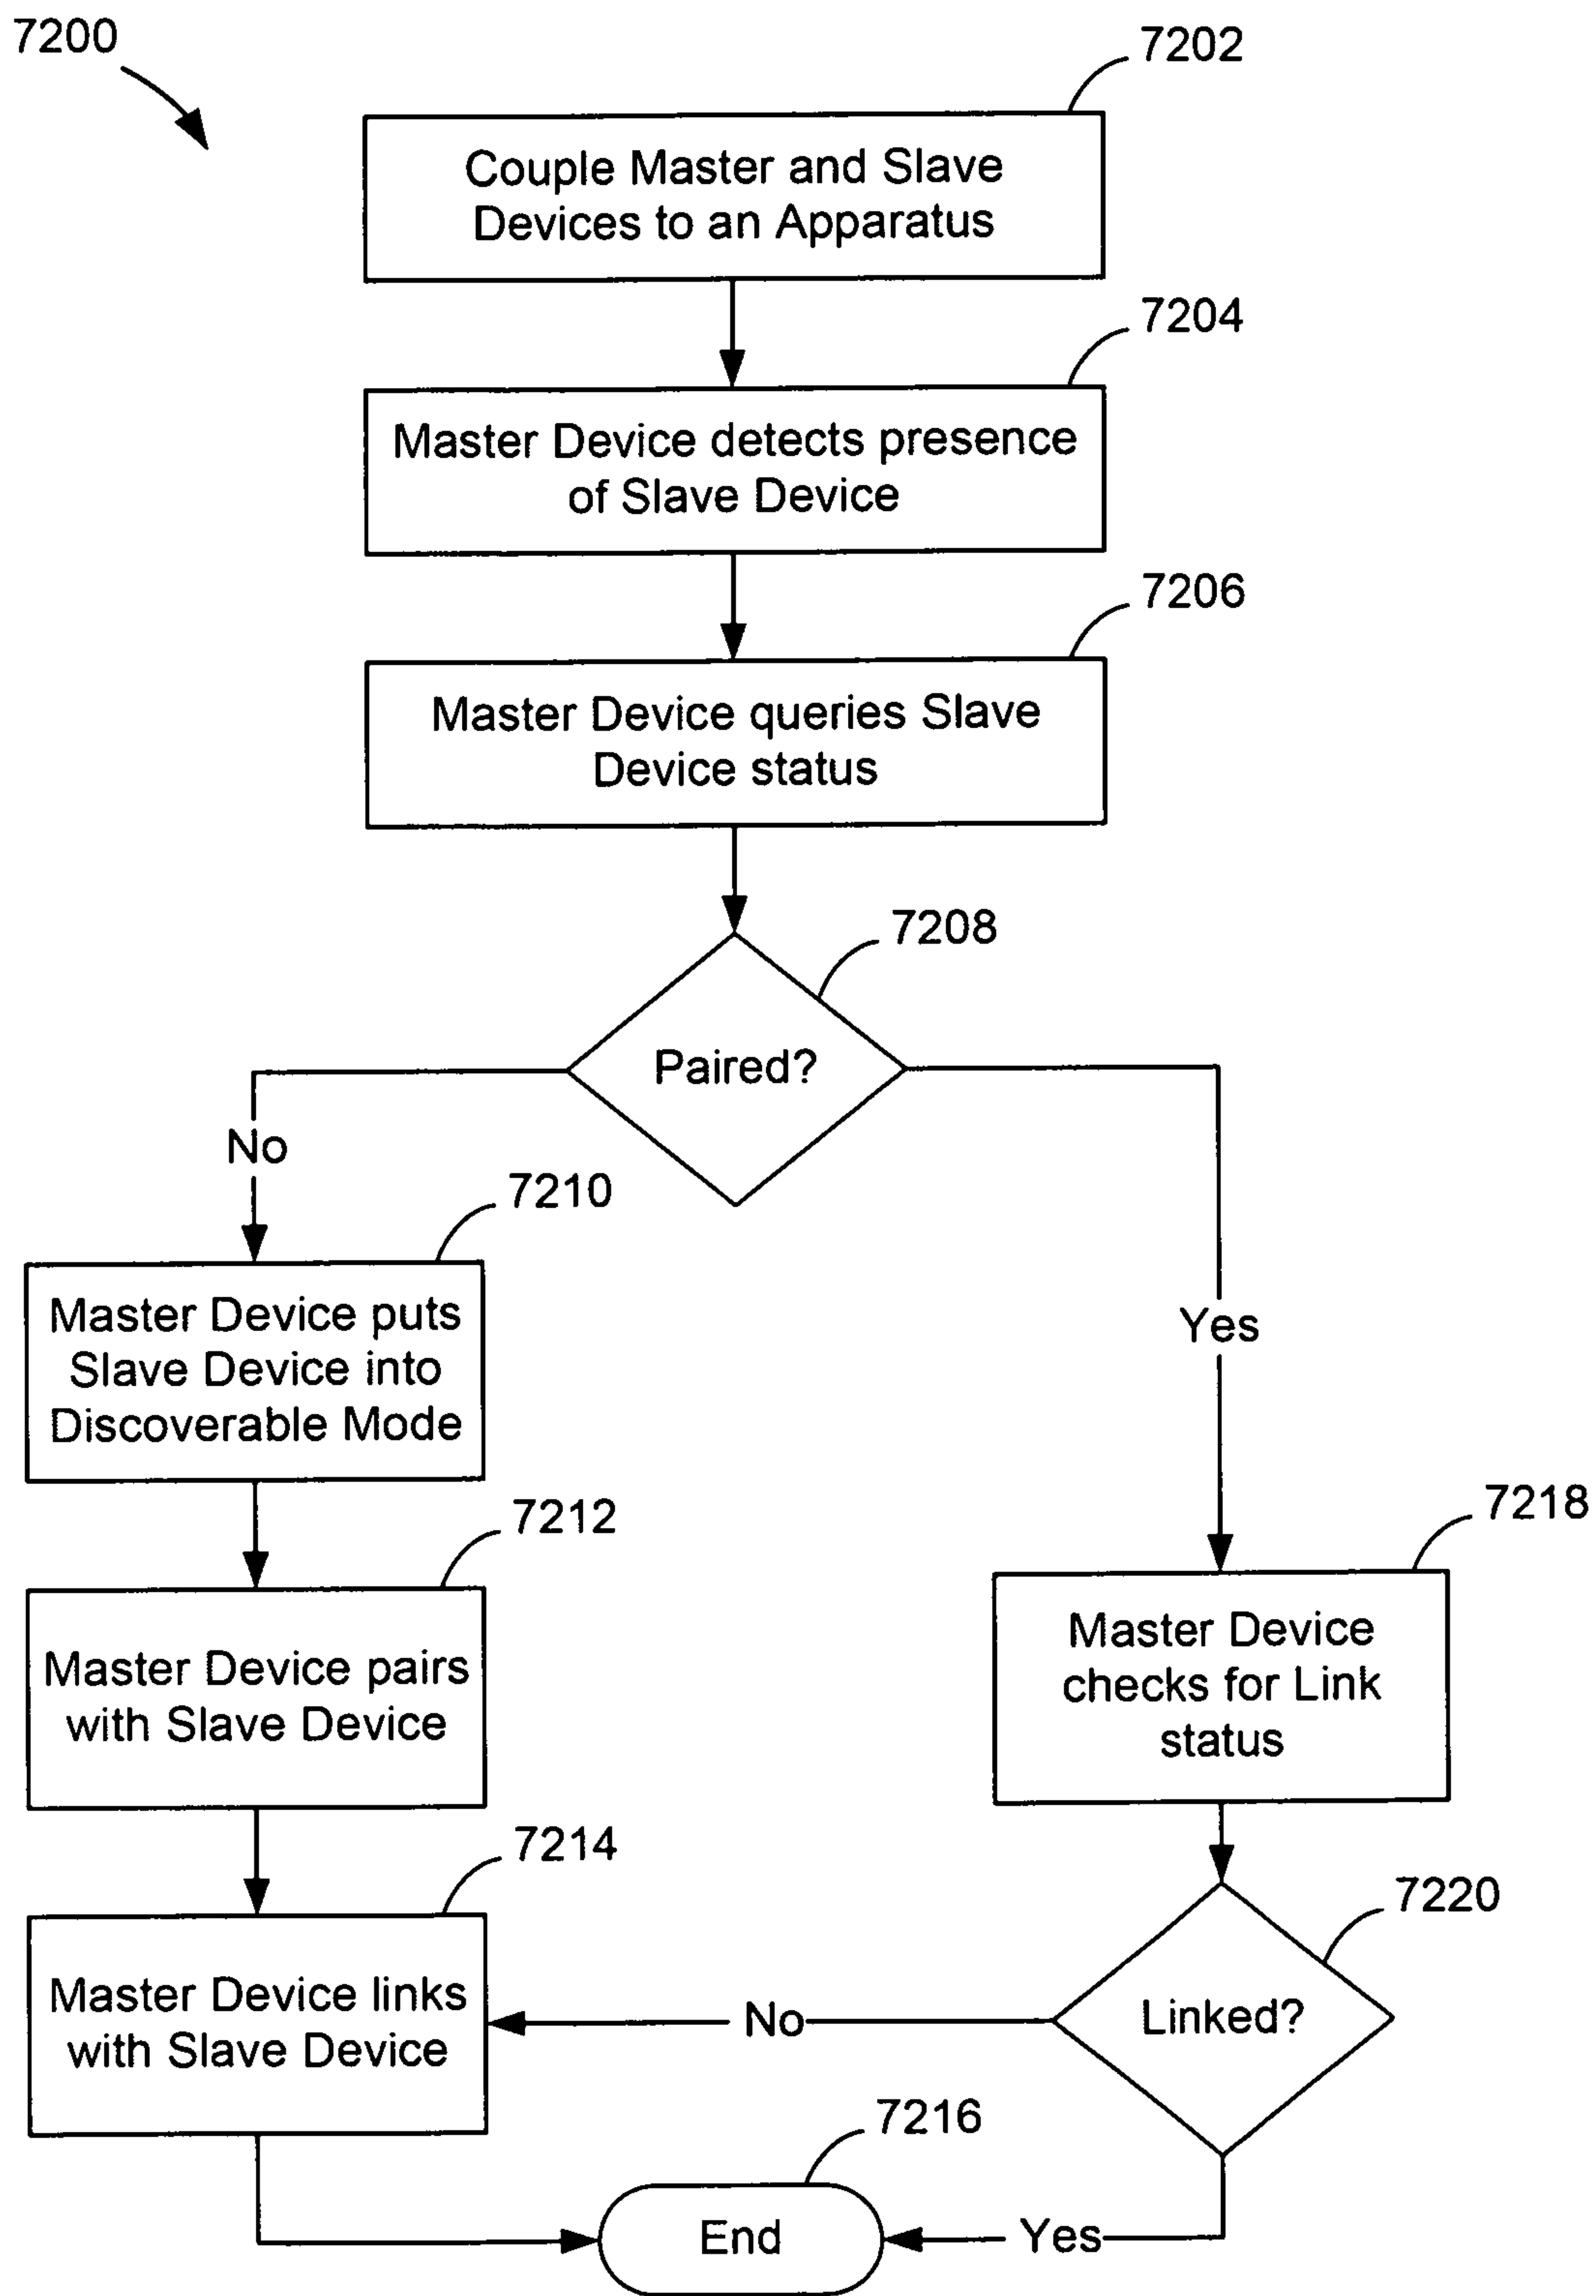 7200
7202
Couple Master and Slave
Devices to an Apparatus
7204
Master Device detects presence
of Slave Device
7206
Master Device queries Slave
Device status
7208
Paired?
No
Yes
7210
Master Device puts
Slave Device into
Discoverable Mode
7212
Master Device pairs
with Slave Device
7218
Master Device
checks for Link
status
7214
Master Device links
with Slave Device
7220
Linked?
No
7216
End
Yes